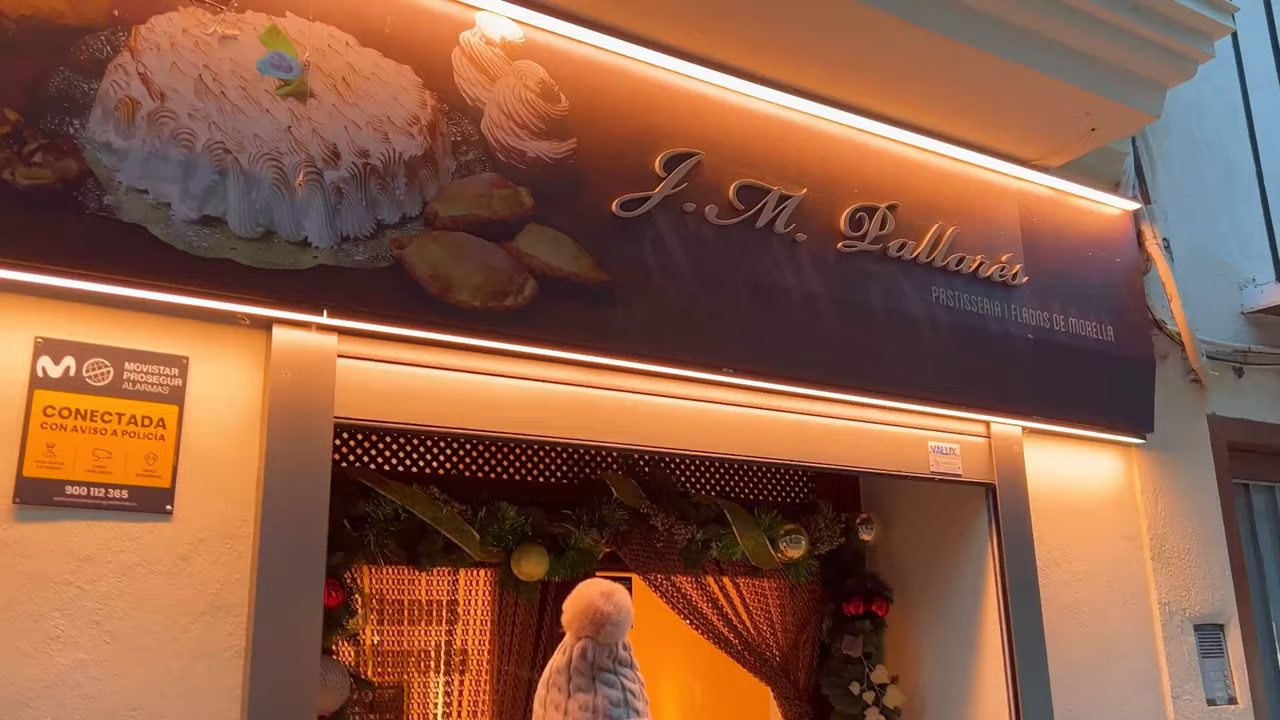 J. M. Pallarés
PASTISSERIA I FLAONS DE MORELLA
MOVISTAR
PROSEGUR
ALARMAS
CONECTADA
CON AVISO A POLICÍA
900 112 365
VALUX